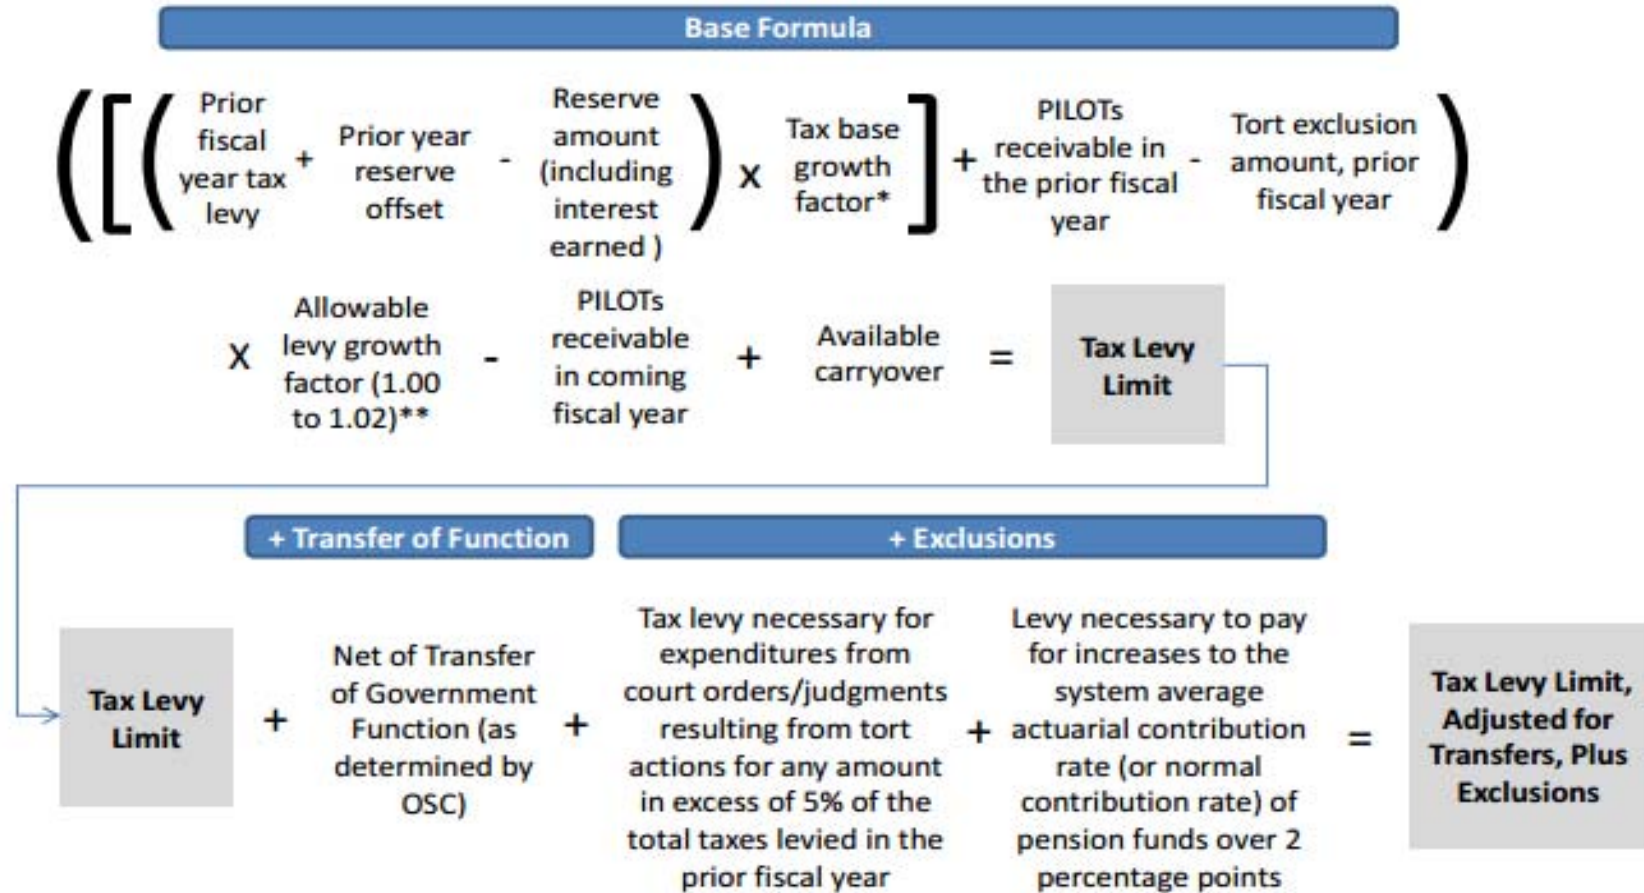 Base Formula
( [ ( Prior fiscal year tax levy + Prior year reserve offset - Reserve amount (including interest earned ) ) X Tax base growth factor* ] + PILOTs receivable in the prior fiscal year - Tort exclusion amount, prior fiscal year )
X Allowable levy growth factor (1.00 to 1.02)** - PILOTs receivable in coming fiscal year + Available carryover = Tax Levy Limit
+ Transfer of Function
+ Exclusions
Tax Levy
Limit
+
Net of Transfer
of Government
Function (as
determined by
OSC)
+
Tax levy necessary for
expenditures from
court orders/judgments
resulting from tort
actions for any amount
in excess of 5% of the
total taxes levied in the
prior fiscal year
+
Levy necessary to pay
for increases to the
system average
actuarial contribution
rate (or normal
contribution rate) of
pension funds over 2
percentage points
=
Tax Levy Limit,
Adjusted for
Transfers, Plus
Exclusions